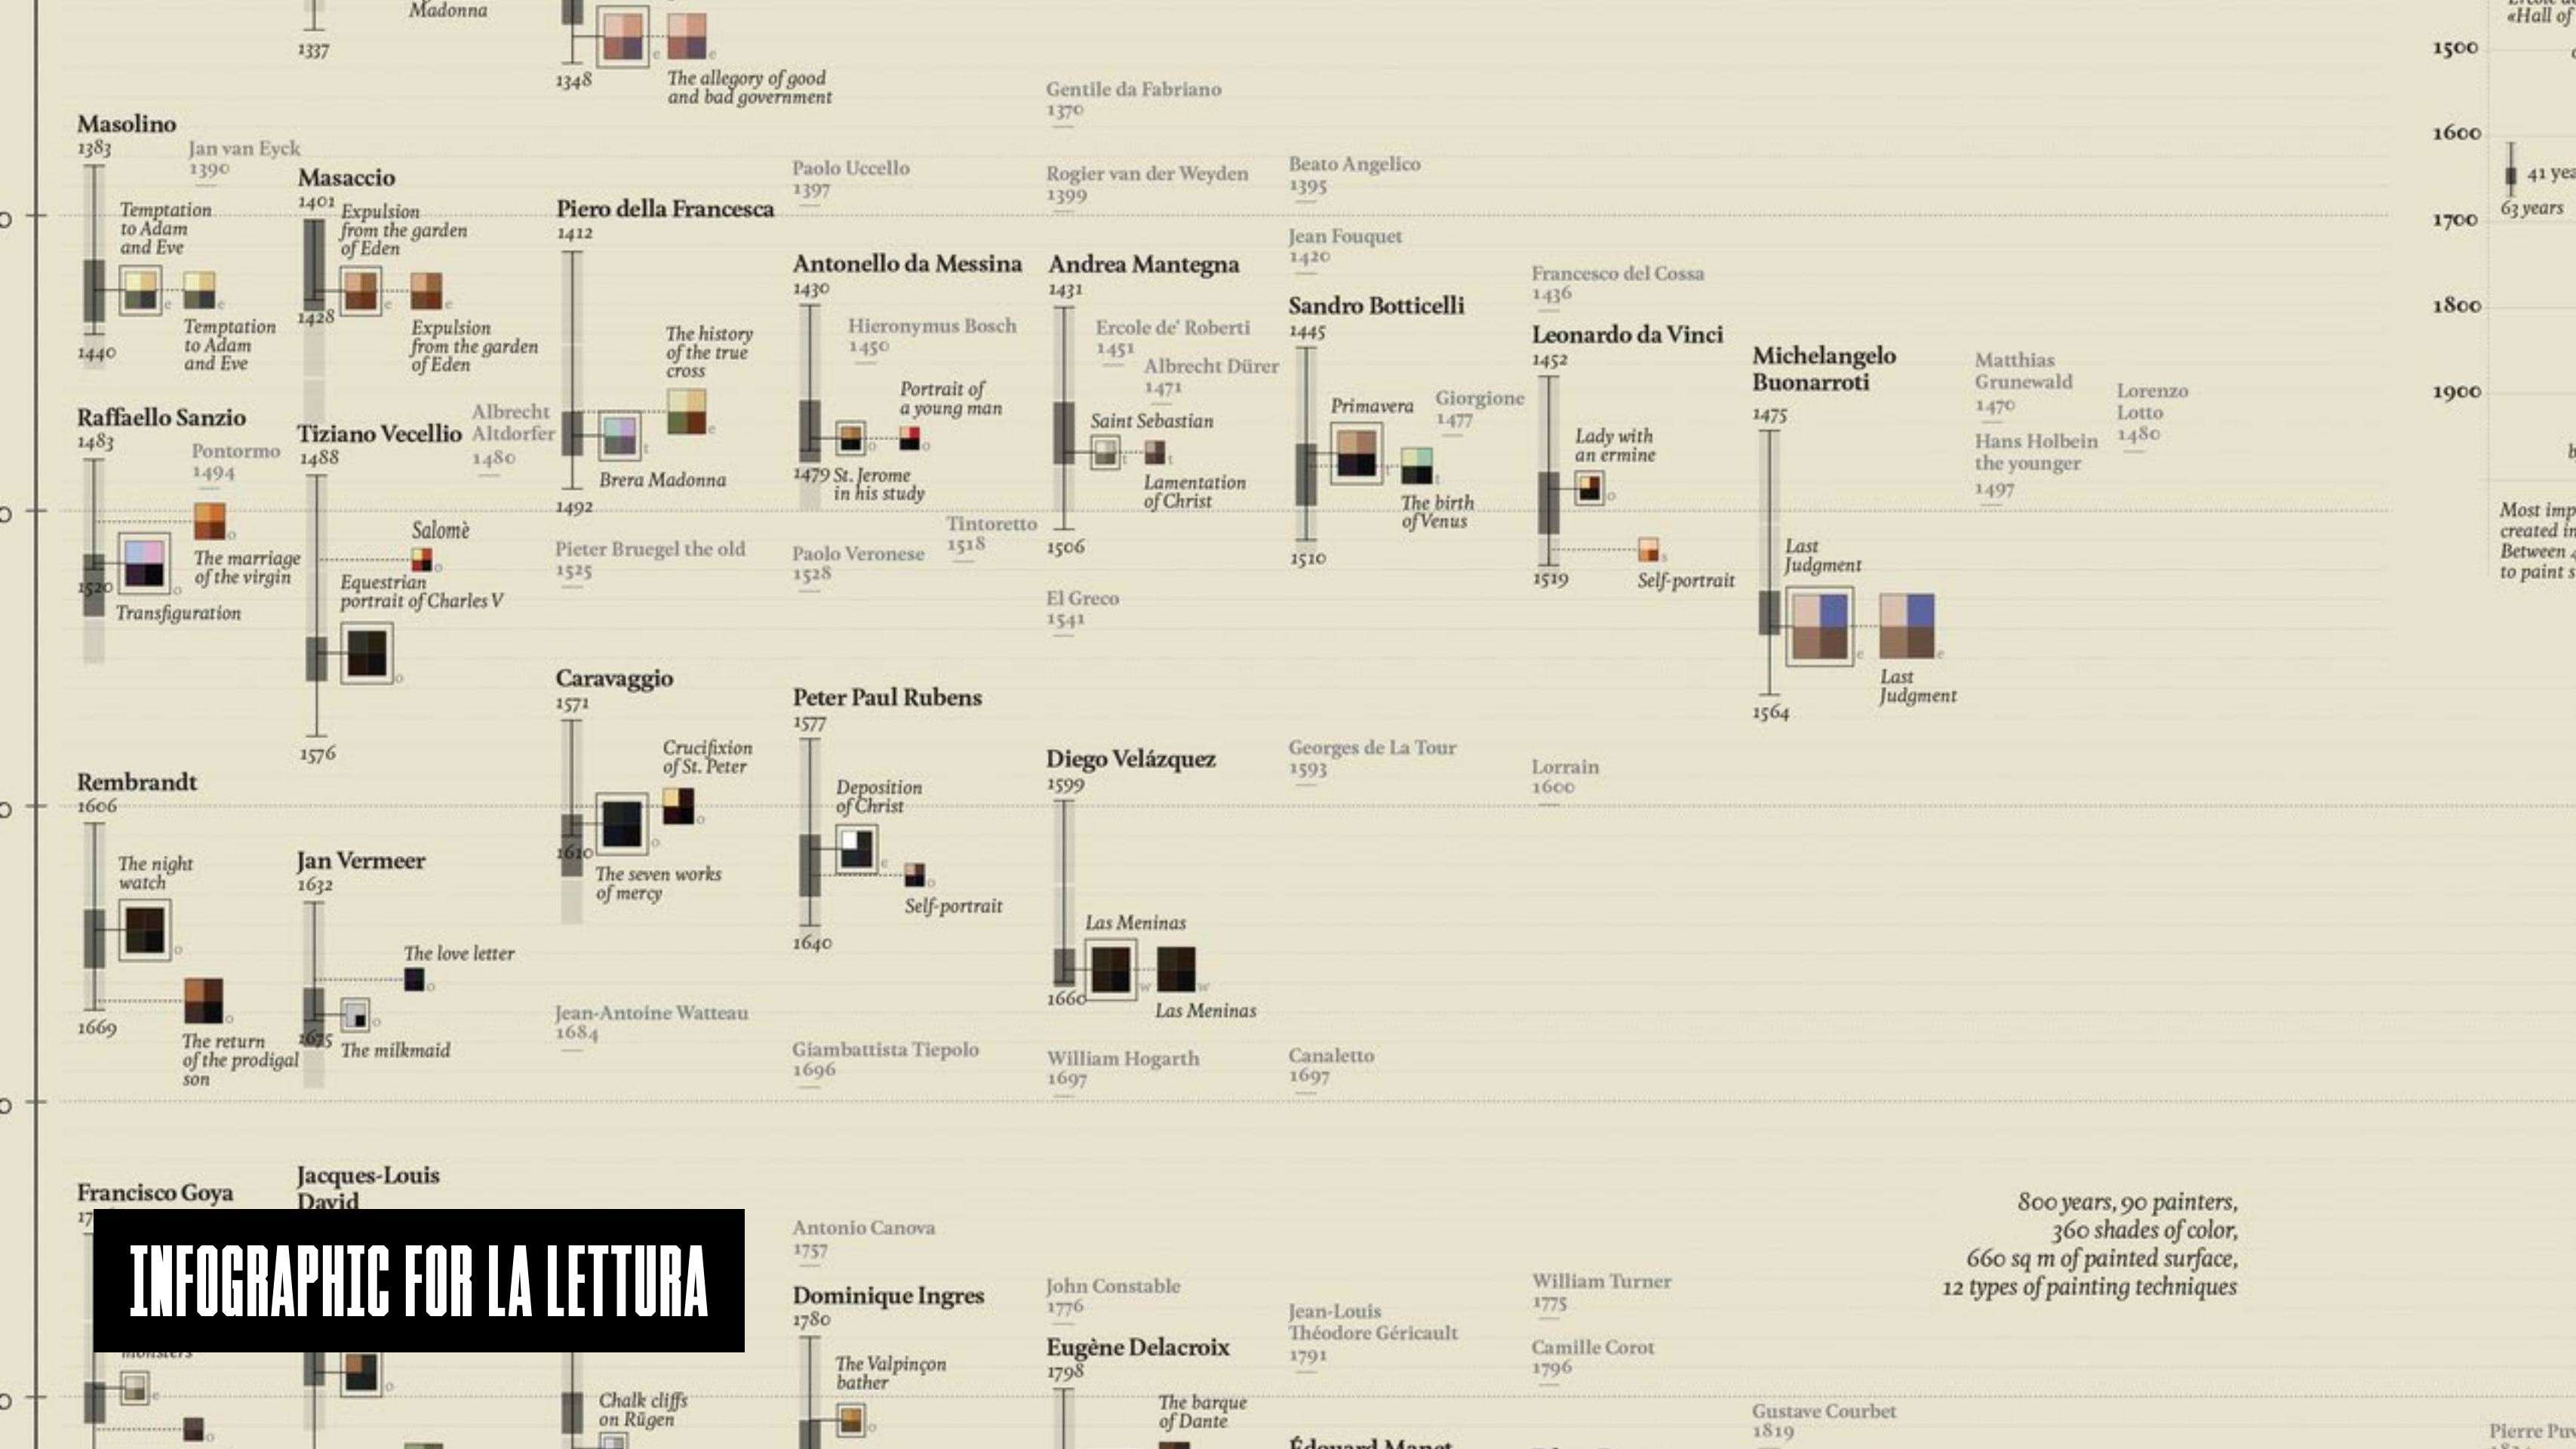 Madonna
1337
1348
The allegory of good
and bad government
Gentile da Fabriano
1370
«Hall of
1500
1600
41 yea
63 years
1700
1800
1900
Most imp
created in
Between 4
to paint s
Masolino
1383
Jan van Eyck
1390
Temptation
to Adam
and Eve
e
e
Temptation
to Adam
and Eve
1440
Masaccio
1401
Expulsion
from the garden
of Eden
e
e
1428
Expulsion
from the garden
of Eden
Piero della Francesca
1412
The history
of the true
cross
e
t
Brera Madonna
1492
Paolo Uccello
1397
Antonello da Messina
1430
Hieronymus Bosch
1450
Portrait of
a young man
o
o
1479
St. Jerome
in his study
Rogier van der Weyden
1399
Andrea Mantegna
1431
Ercole de' Roberti
1451
Albrecht Dürer
1471
Saint Sebastian
t
t
Lamentation
of Christ
1506
Beato Angelico
1395
Jean Fouquet
1420
Sandro Botticelli
1445
Primavera
Giorgione
1477
t
t
The birth
of Venus
1510
Francesco del Cossa
1436
Leonardo da Vinci
1452
Lady with
an ermine
o
s
1519
Self-portrait
Michelangelo
Buonarroti
1475
Last
Judgment
e
e
Last
Judgment
1564
Matthias
Grunewald
1470
Hans Holbein
the younger
1497
Lorenzo
Lotto
1480
Raffaello Sanzio
1483
Pontormo
1494
o
The marriage
of the virgin
1520
o
Transfiguration
Tiziano Vecellio
1488
Albrecht
Altdorfer
1480
Salomè
o
Equestrian
portrait of Charles V
o
1576
Pieter Bruegel the old
1525
Paolo Veronese
1528
Tintoretto
1518
El Greco
1541
Caravaggio
1571
Crucifixion
of St. Peter
o
o
1610
The seven works
of mercy
Peter Paul Rubens
1577
Deposition
of Christ
e
o
Self-portrait
1640
Diego Velázquez
1599
Las Meninas
w
w
1660
Las Meninas
Georges de La Tour
1593
Lorrain
1600
Rembrandt
1606
The night
watch
o
o
1669
The return
of the prodigal
son
Jan Vermeer
1632
The love letter
o
o
1675
The milkmaid
Jean-Antoine Watteau
1684
Giambattista Tiepolo
1696
William Hogarth
1697
Canaletto
1697
Francisco Goya
17
Jacques-Louis
David
INFOGRAPHIC FOR LA LETTURA
monsters
e
o
o
Chalk cliffs
on Rügen
Antonio Canova
1757
Dominique Ingres
1780
The Valpinçon
bather
o
John Constable
1776
Eugène Delacroix
1798
The barque
of Dante
Jean-Louis
Théodore Géricault
1791
Édouard Manet
William Turner
1775
Camille Corot
1796
Gustave Courbet
1819
800 years, 90 painters,
360 shades of color,
660 sq m of painted surface,
12 types of painting techniques
Pierre Puv